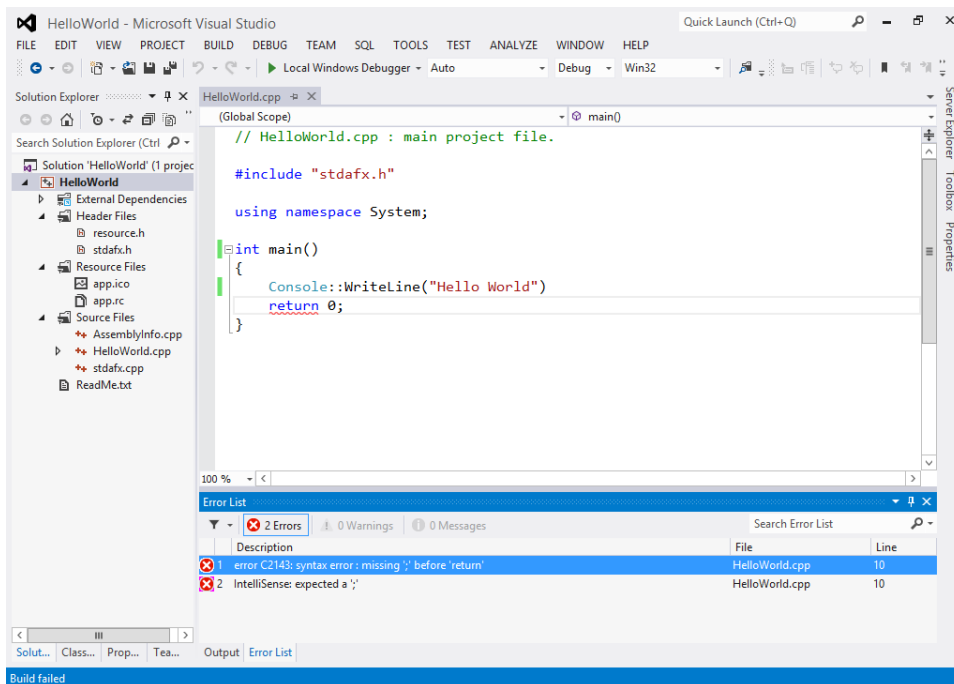 HelloWorld - Microsoft Visual Studio
Quick Launch (Ctrl+Q)
FILE EDIT VIEW PROJECT BUILD DEBUG TEAM SQL TOOLS TEST ANALYZE WINDOW HELP
Local Windows Debugger Auto Debug Win32
Solution Explorer
Search Solution Explorer (Ctrl
Solution 'HelloWorld' (1 projec
HelloWorld
External Dependencies
Header Files
resource.h
stdafx.h
Resource Files
app.ico
app.rc
Source Files
AssemblyInfo.cpp
HelloWorld.cpp
stdafx.cpp
ReadMe.txt
Solut... Class... Prop... Tea...
HelloWorld.cpp
(Global Scope) main()
// HelloWorld.cpp : main project file.
#include "stdafx.h"
using namespace System;
int main()
{
Console::WriteLine("Hello World")
return 0;
}
100 %
Error List
2 Errors 0 Warnings 0 Messages Search Error List
Description File Line
1 error C2143: syntax error : missing ';' before 'return' HelloWorld.cpp 10
2 IntelliSense: expected a ';' HelloWorld.cpp 10
Output Error List
Server Explorer
Toolbox
Properties
Build failed